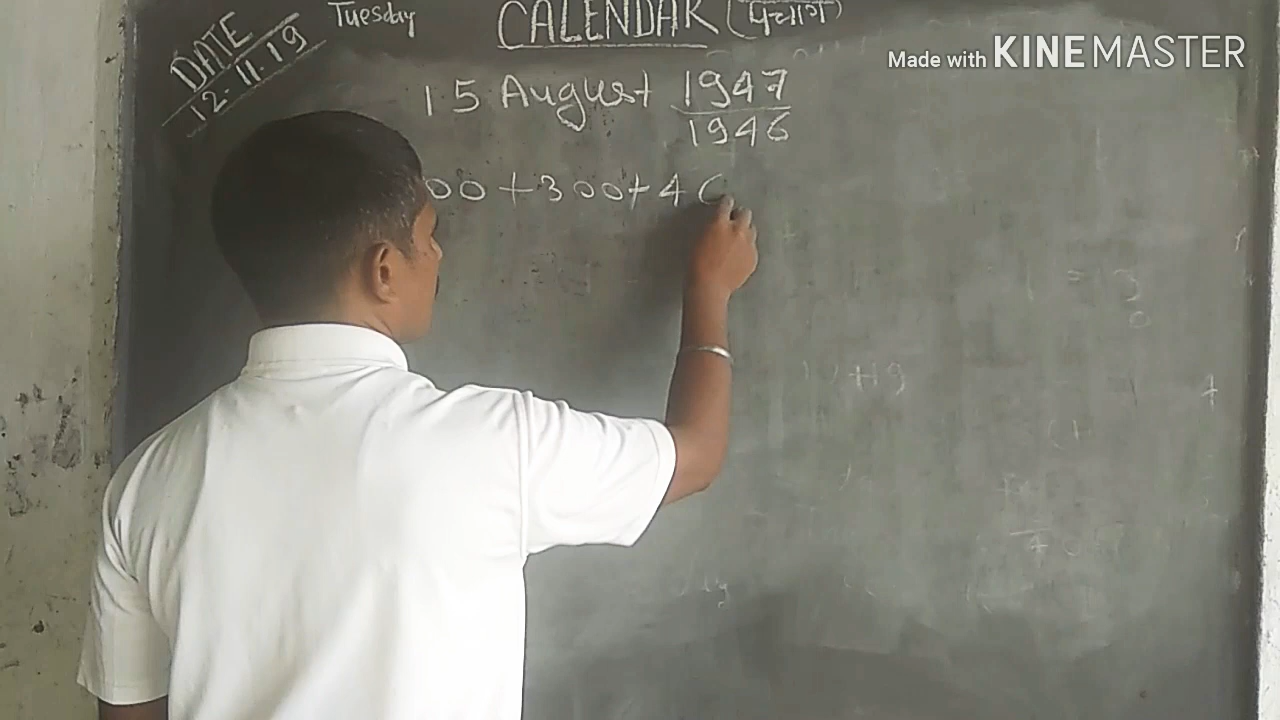 DATE
12.11.19
Tuesday
CALENDAR (पंचांग)
15 August 1947
1946
00 + 300 + 4
Made with KINEMASTER